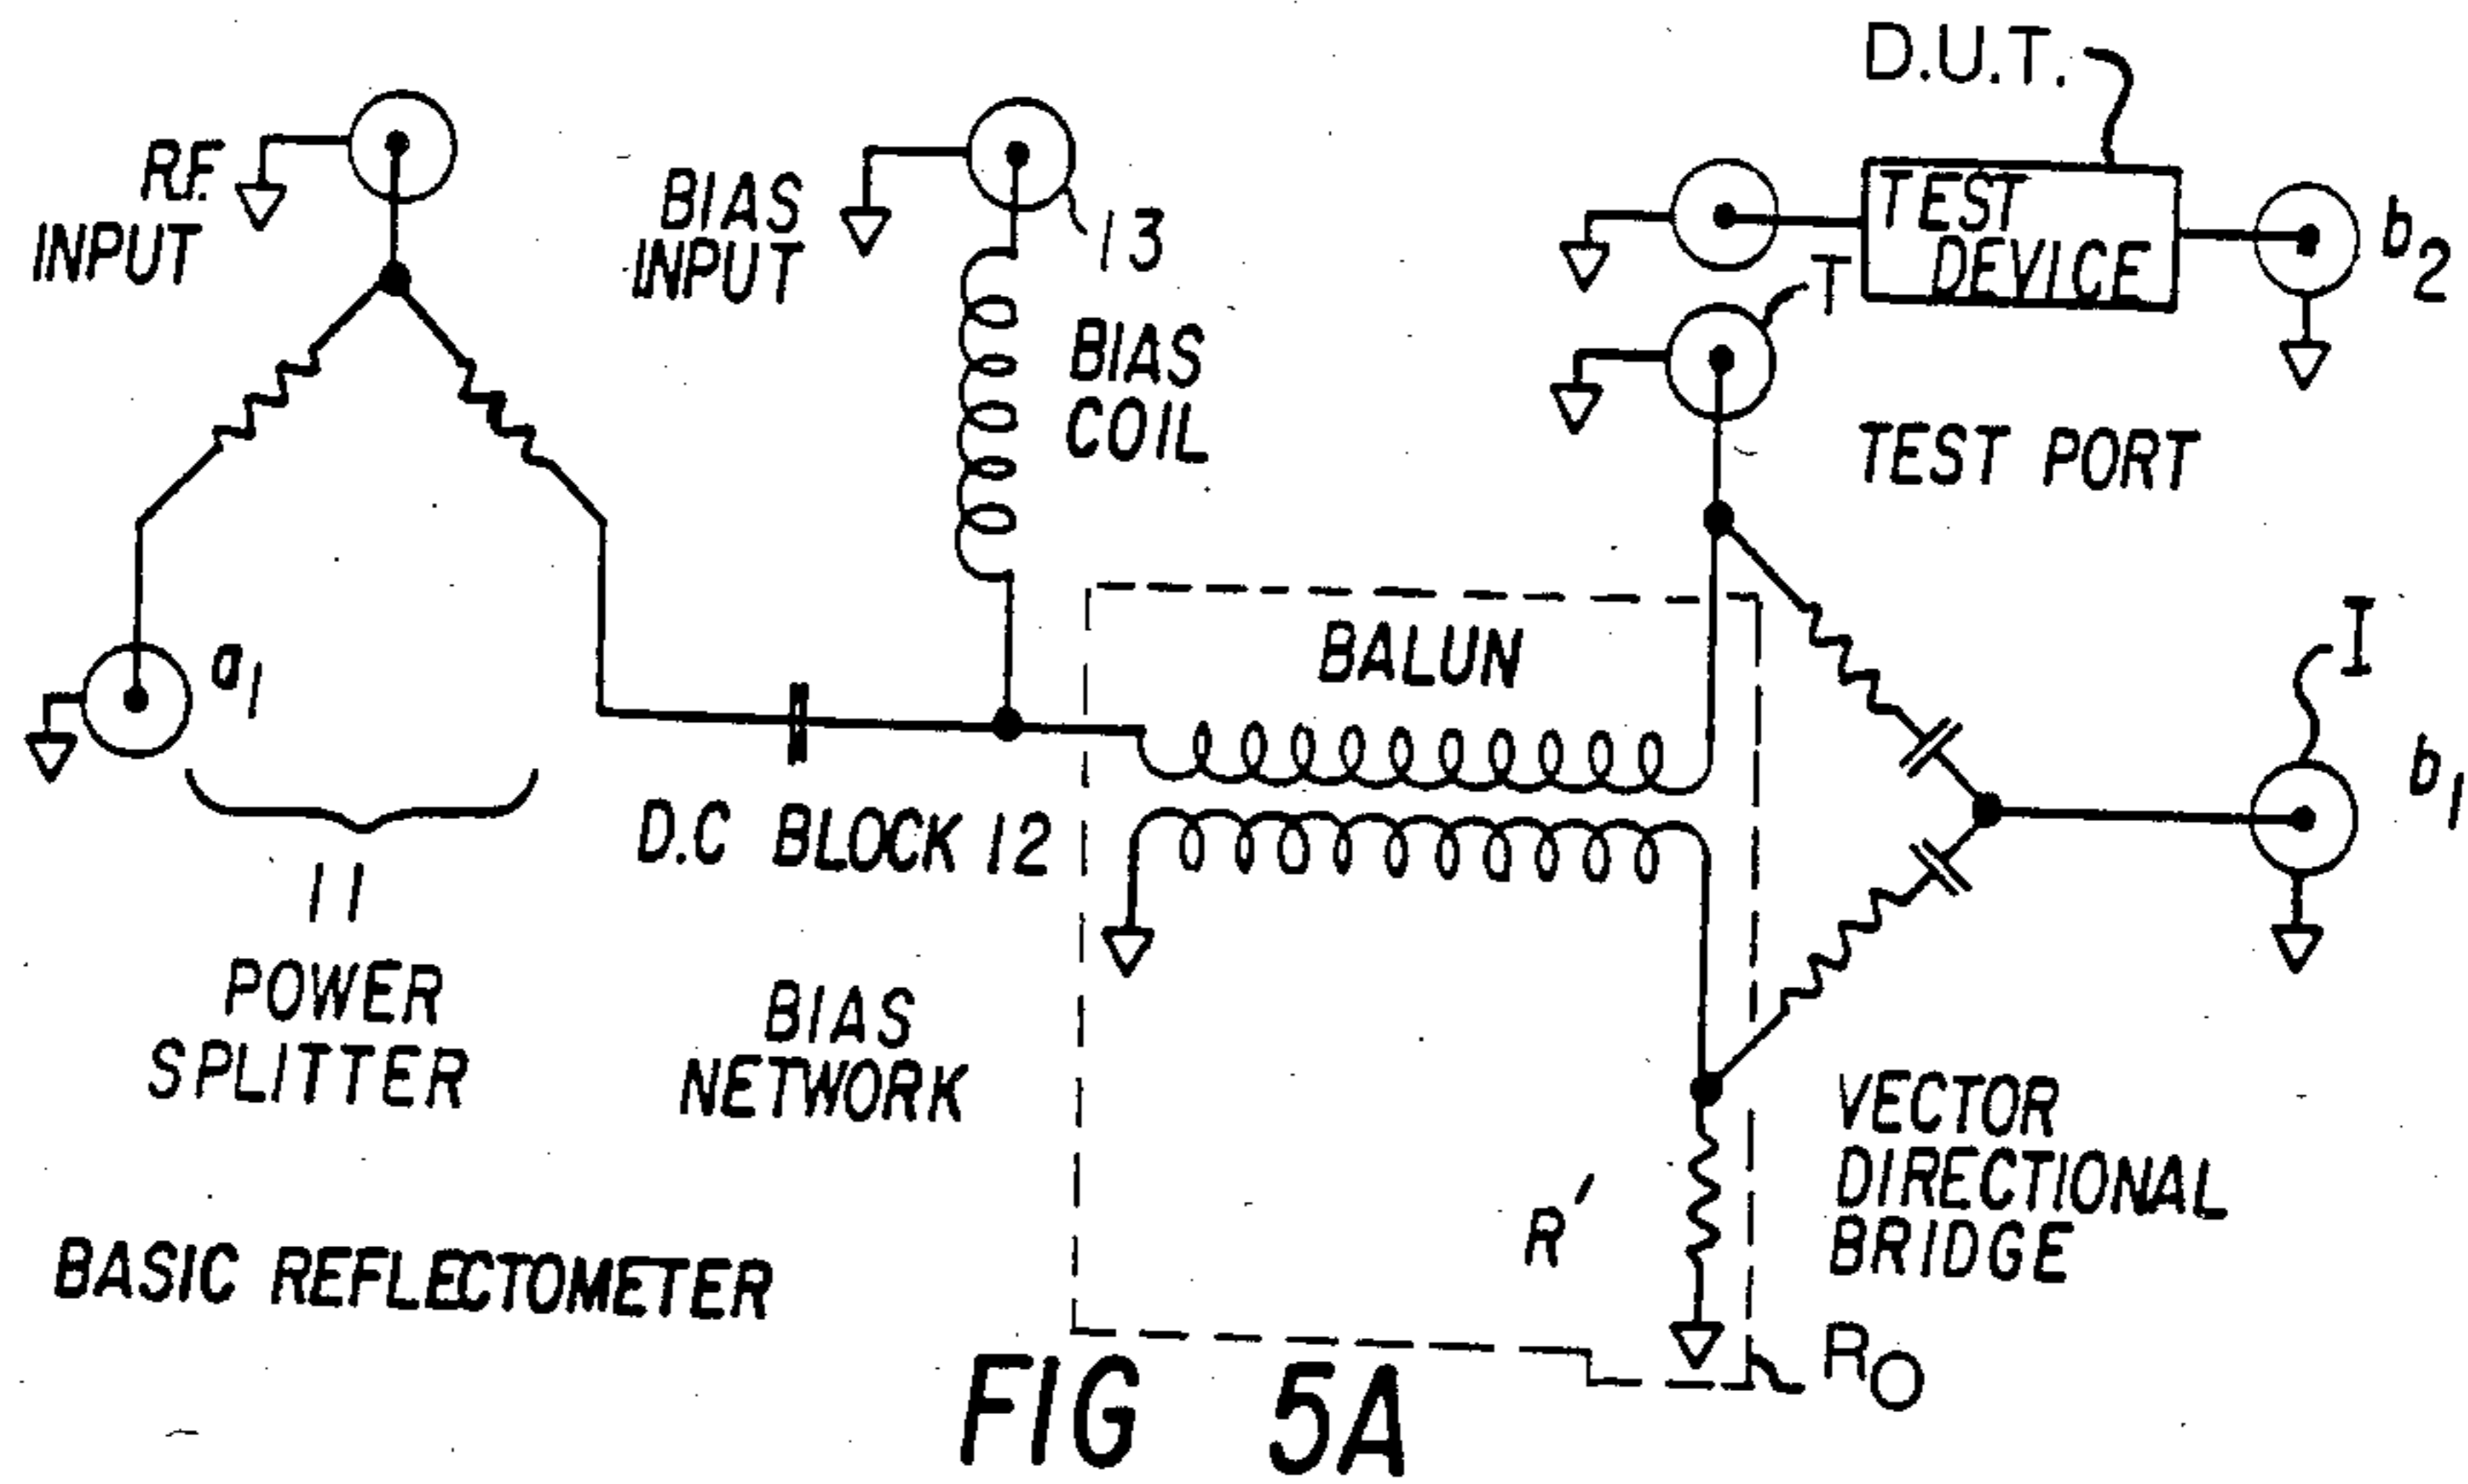 D.U.T.
R.F.
INPUT
BIAS
INPUT
13
BIAS
COIL
TEST
DEVICE
b2
T
TEST PORT
a1
BALUN
I
b1
D.C BLOCK 12
11
POWER
SPLITTER
BIAS
NETWORK
VECTOR
DIRECTIONAL
BRIDGE
R'
BASIC REFLECTOMETER
RO
FIG 5A